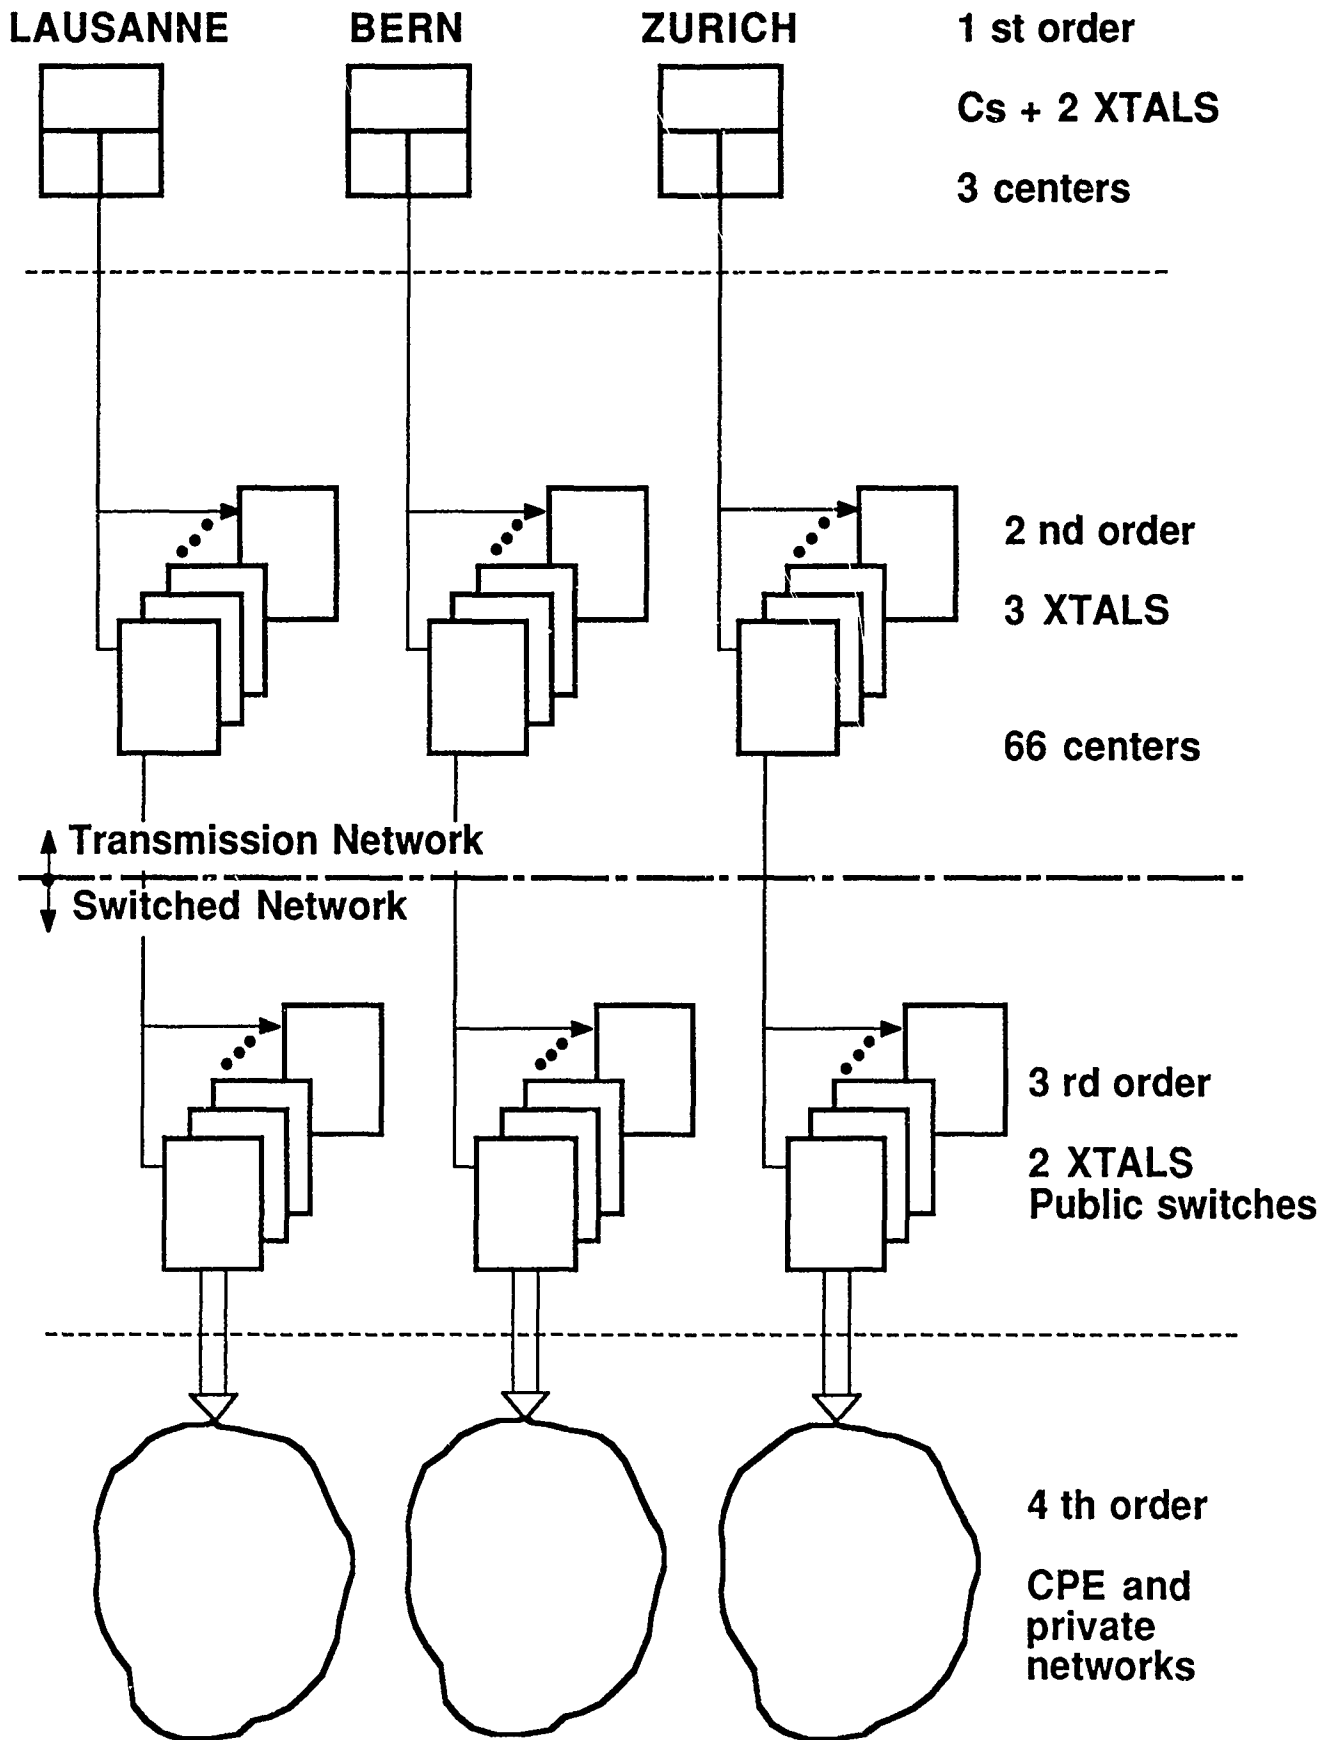 LAUSANNE BERN ZURICH 1 st order
Cs + 2 XTALS
3 centers
2 nd order
3 XTALS
66 centers
Transmission Network
Switched Network
3 rd order
2 XTALS
Public switches
4 th order
CPE and
private
networks